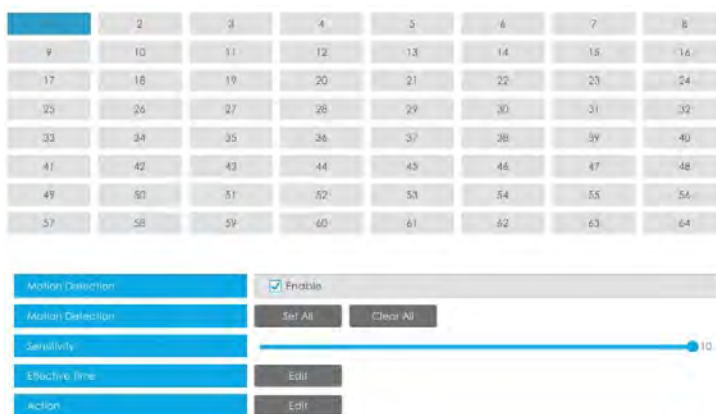 2 3 4 5 6 7 8
9 10 11 12 13 14 15 16
17 18 19 20 21 22 23 24
25 26 27 28 29 30 31 32
33 34 35 36 37 38 39 40
41 42 43 44 45 46 47 48
49 50 51 52 53 54 55 56
57 58 59 60 61 62 63 64
Motion Detection Enable
Motion Detection Set All Clear All
Sensitivity 10
Effective Time Edit
Action Edit